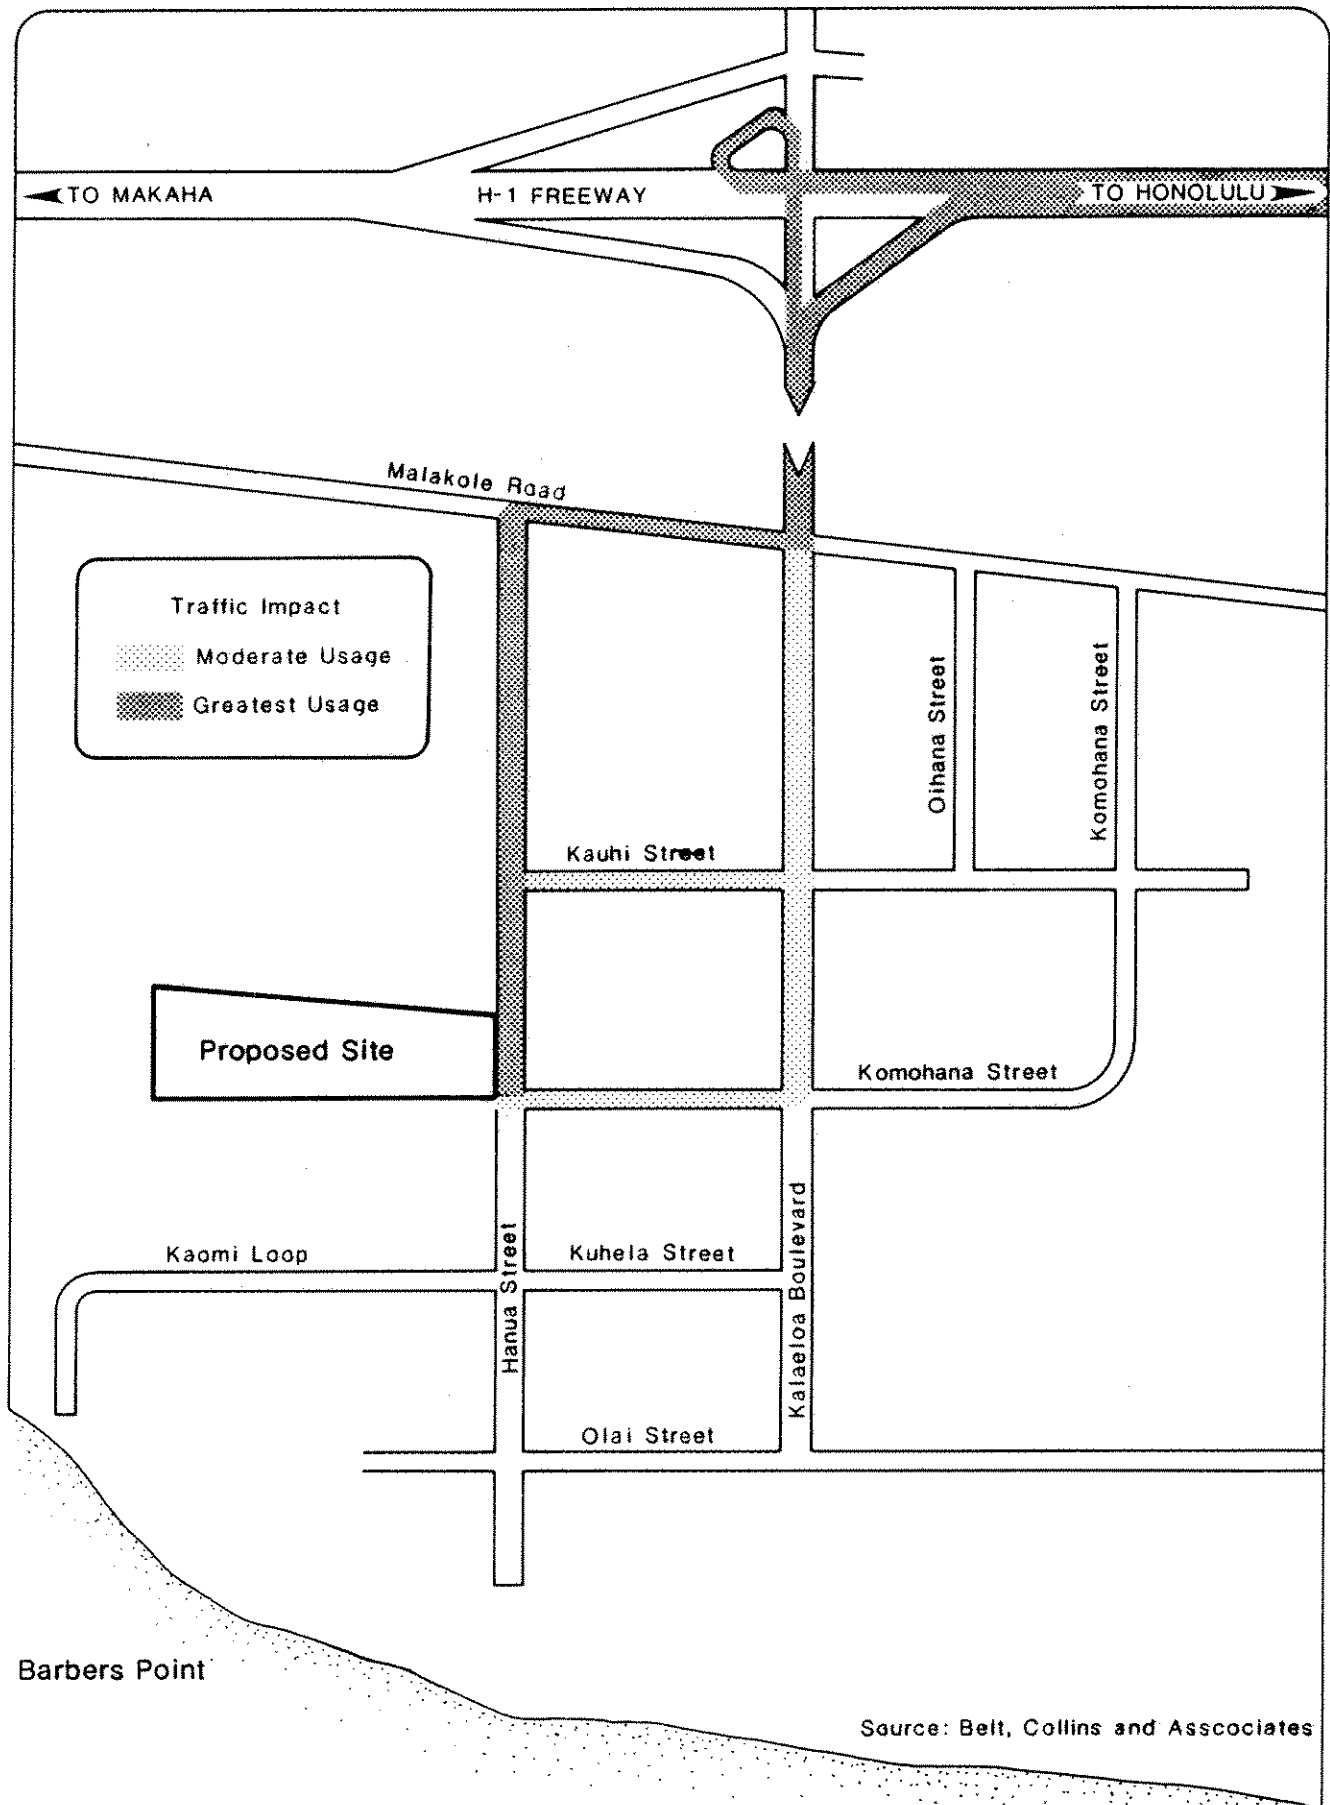 TO MAKAHA
H-1 FREEWAY
TO HONOLULU
Malakole Road
Traffic Impact
Moderate Usage
Greatest Usage
Oihana Street
Komohana Street
Kauhi Street
Proposed Site
Komohana Street
Kaomi Loop
Hanua Street
Kuhela Street
Kalaeloa Boulevard
Olai Street
Barbers Point
Source: Belt, Collins and Asscociates